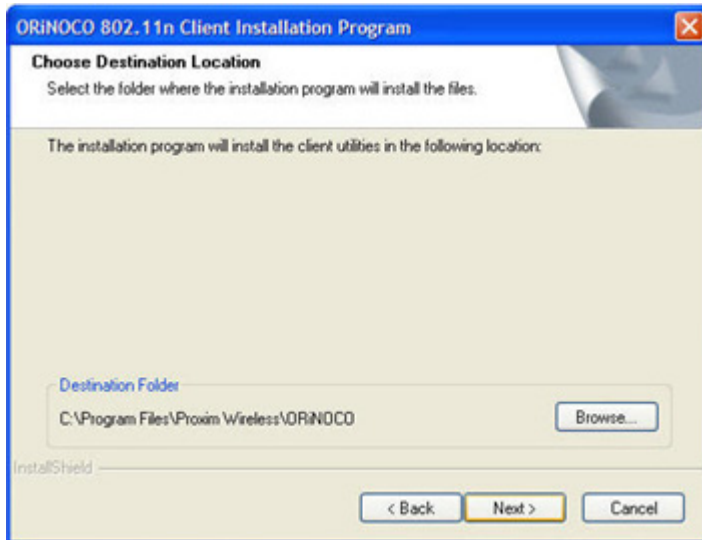 ORiNOCO 802.11n Client Installation Program
Choose Destination Location
Select the folder where the installation program will install the files.
The installation program will install the client utilities in the following location:
Destination Folder
C:\Program Files\Proxim Wireless\ORiNOCO
Browse...
InstallShield
< Back
Next >
Cancel